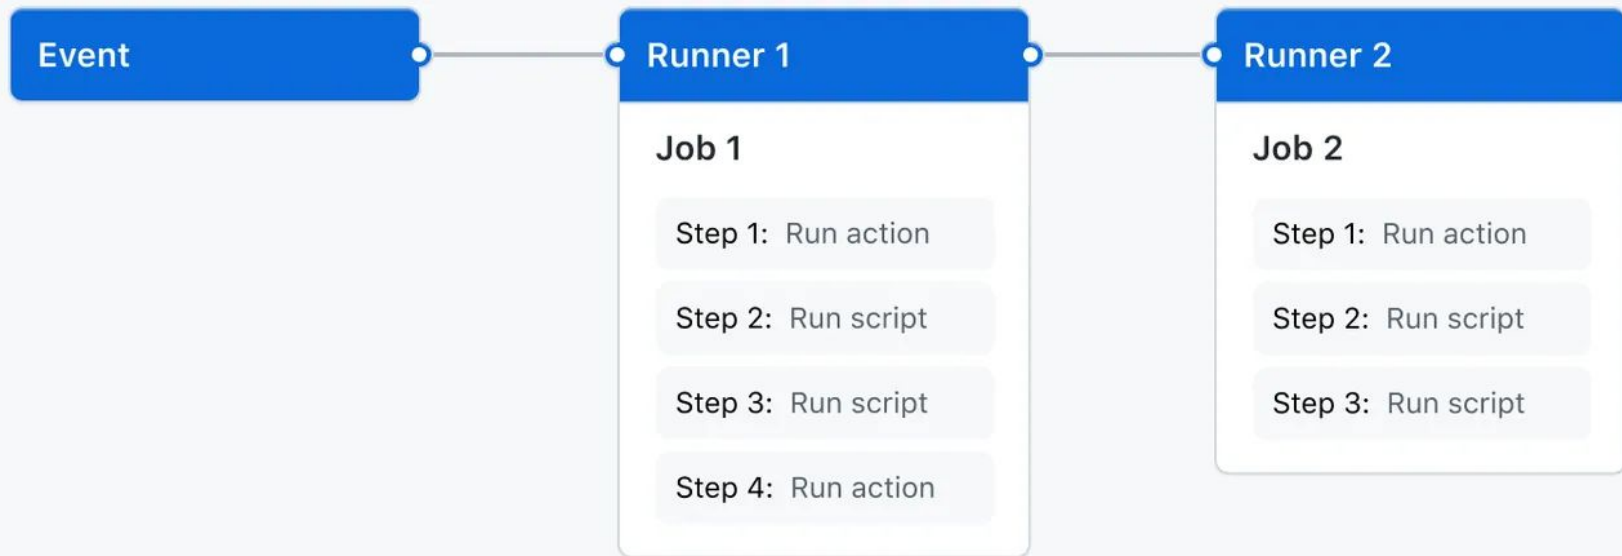 Event
Runner 1
Job 1
Step 1: Run action
Step 2: Run script
Step 3: Run script
Step 4: Run action
Runner 2
Job 2
Step 1: Run action
Step 2: Run script
Step 3: Run script